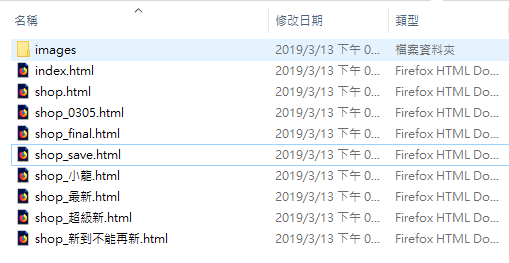 名稱 修改日期 類型
images 2019/3/13 下午 0... 檔案資料夾
index.html 2019/3/13 下午 0... Firefox HTML Do...
shop.html 2019/3/13 下午 0... Firefox HTML Do...
shop_0305.html 2019/3/13 下午 0... Firefox HTML Do...
shop_final.html 2019/3/13 下午 0... Firefox HTML Do...
shop_save.html 2019/3/13 下午 0... Firefox HTML Do...
shop_小龍.html 2019/3/13 下午 0... Firefox HTML Do...
shop_最新.html 2019/3/13 下午 0... Firefox HTML Do...
shop_超級新.html 2019/3/13 下午 0... Firefox HTML Do...
shop_新到不能再新.html 2019/3/13 下午 0... Firefox HTML Do...